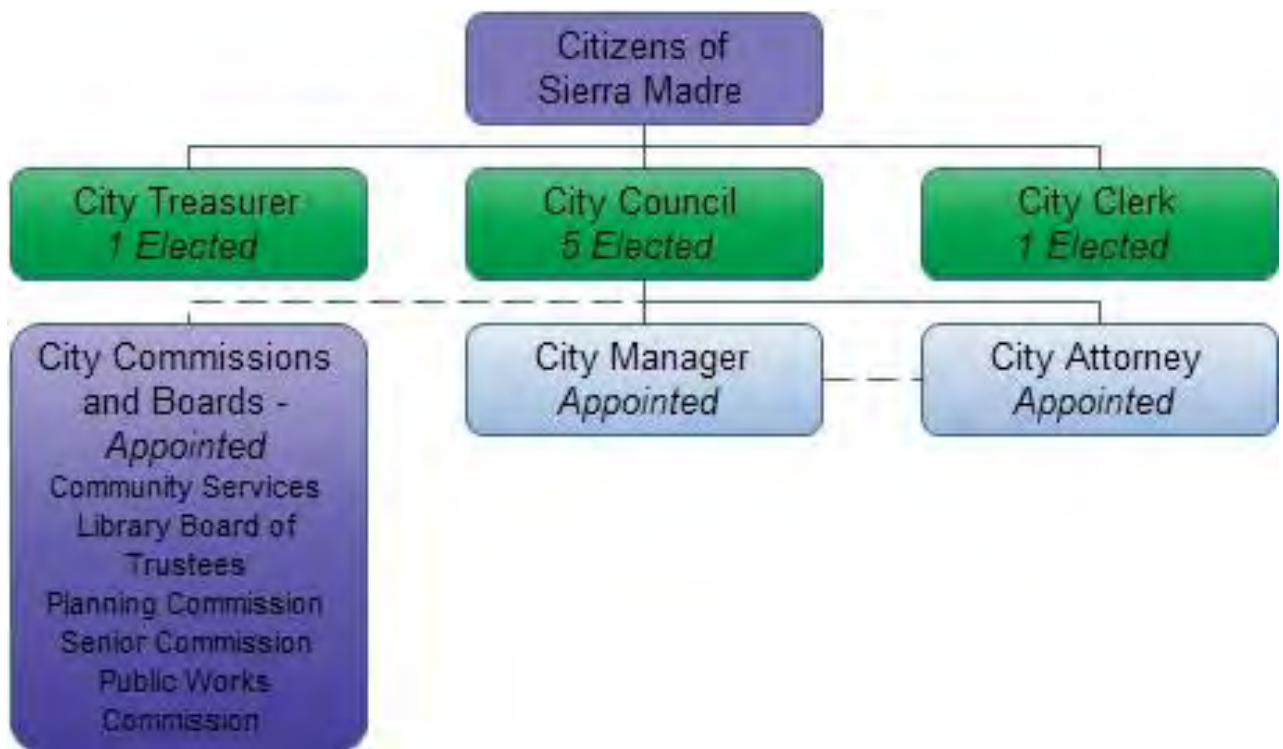 Citizens of
Sierra Madre
City Treasurer
1 Elected
City Council
5 Elected
City Clerk
1 Elected
City Commissions
and Boards -
Appointed
Community Services
Library Board of
Trustees
Planning Commission
Senior Commission
Public Works
Commission
City Manager
Appointed
City Attorney
Appointed